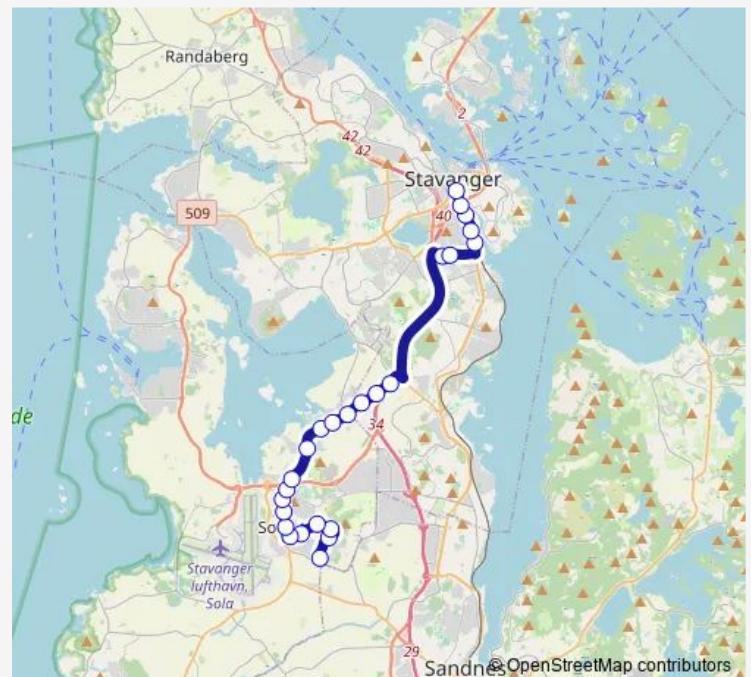 Randaberg
2
42
42
Stavanger
509
40
de
34
So
Stavanger
lufthavn,
Sola
29
Sandnes
© OpenStreetMap contributors